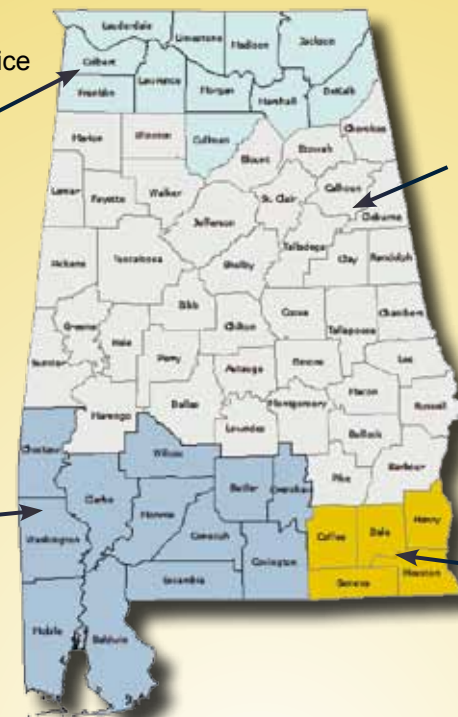 Lauderdale Limestone Madison Jackson
ice
Colbert
Franklin Lawrence Morgan Marshall DeKalb
Marion Winston Cullman Blount Etowah Cherokee
Lamar Fayette Walker St. Clair Calhoun
Jefferson Cleburne
Talladega
Pickens Tuscaloosa Shelby Clay Randolph
Bibb Coosa Chambers
Greene Hale Chilton Tallapoosa
Perry Autauga Elmore Lee
Sumter
Marengo Dallas Montgomery Macon Russell
Lowndes Bullock
Choctaw Wilcox Pike Barbour
Clarke Butler Crenshaw
Monroe Coffee Dale Henry
Washington Conecuh Covington
Escambia Geneva Houston
Mobile Baldwin